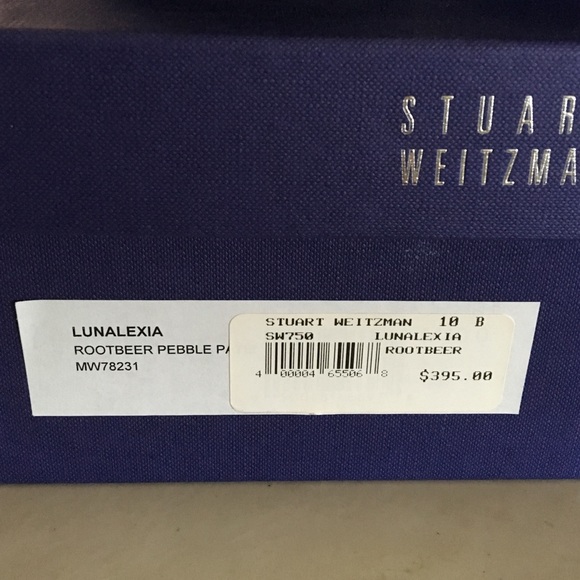 STUAR
WEITZMA
LUNALEXIA
ROOTBEER PEBBLE PA
MW78231
STUART WEITZMAN 10 B
SW750 LUNALEXIA
ROOTBEER
4 00004 65506 8
$395.00